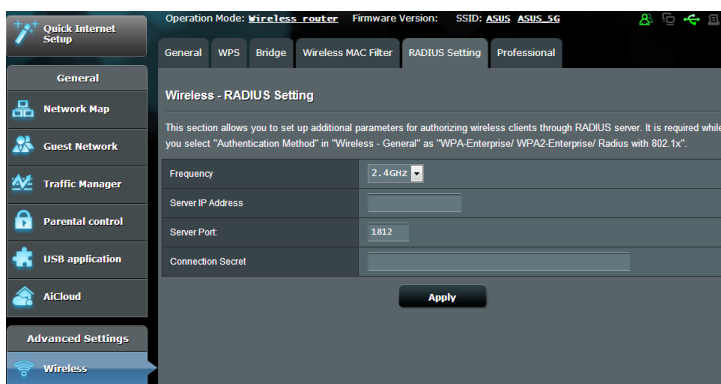 Quick Internet
Setup
Operation Mode: Wireless router Firmware Version: SSID: ASUS ASUS_5G
General WPS Bridge Wireless MAC Filter RADIUS Setting Professional
General
Network Map
Guest Network
Traffic Manager
Parental control
USB application
AiCloud
Advanced Settings
Wireless
Wireless - RADIUS Setting
This section allows you to set up additional parameters for authorizing wireless clients through RADIUS server. It is required while
you select "Authentication Method" in "Wireless - General" as "WPA-Enterprise/ WPA2-Enterprise/ Radius with 802.1x".
Frequency 2.4GHz
Server IP Address
Server Port: 1812
Connection Secret
Apply